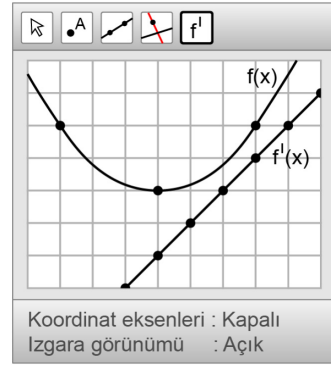 A
f'
f(x)
f'(x)
Koordinat eksenleri : Kapalı
Izgara görünümü : Açık